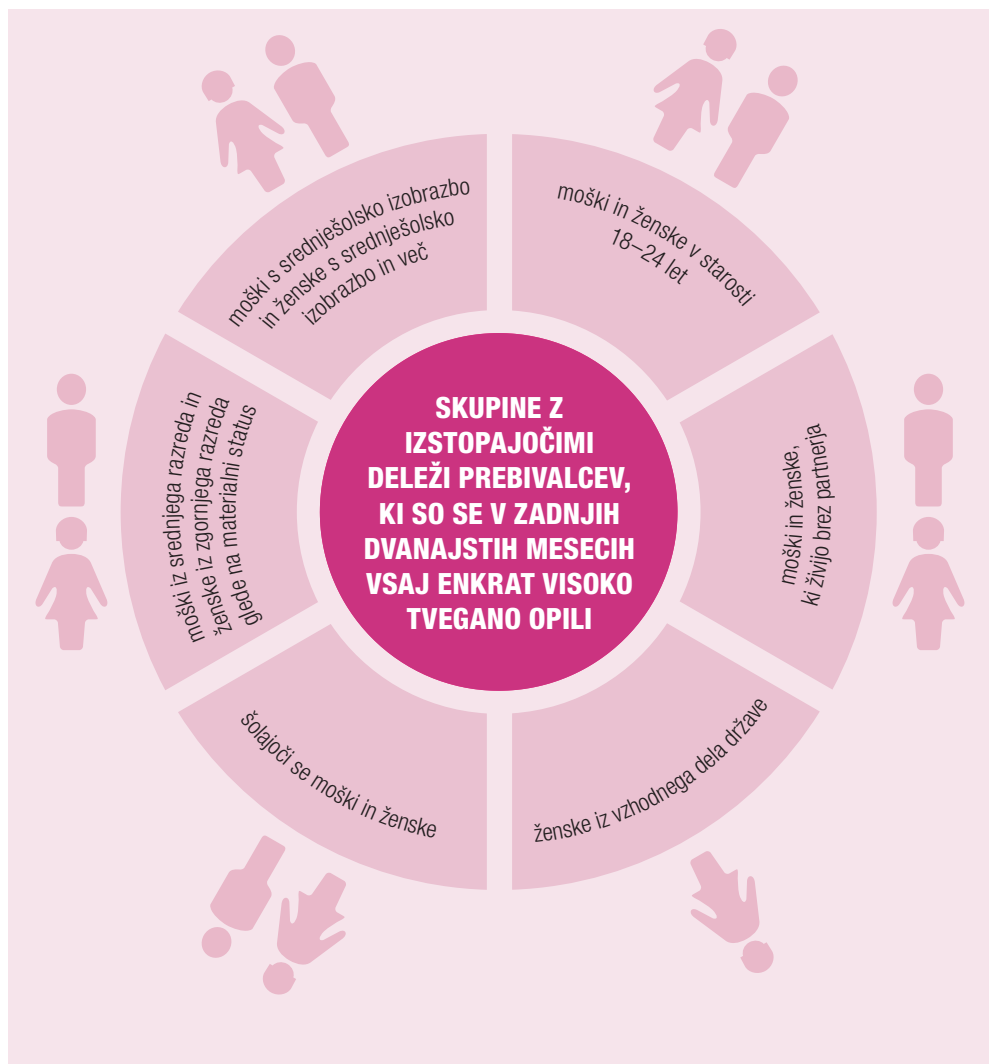 moški s srednješolsko izobrazbo
in ženske s srednješolsko
izobrazbo in več
moški in ženske v starosti
18–24 let
moški iz srednjega razreda in
ženske iz zgornjega razreda
glede na materialni status
SKUPINE Z
IZSTOPAJOČIMI
DELEŽI PREBIVALCEV,
KI SO SE V ZADNJIH
DVANAJSTIH MESECIH
VSAJ ENKRAT VISOKO
TVEGANO OPILI
moški in ženske,
ki živijo brez partnerja
šolajoči se moški in ženske
ženske iz vzhodnega dela države